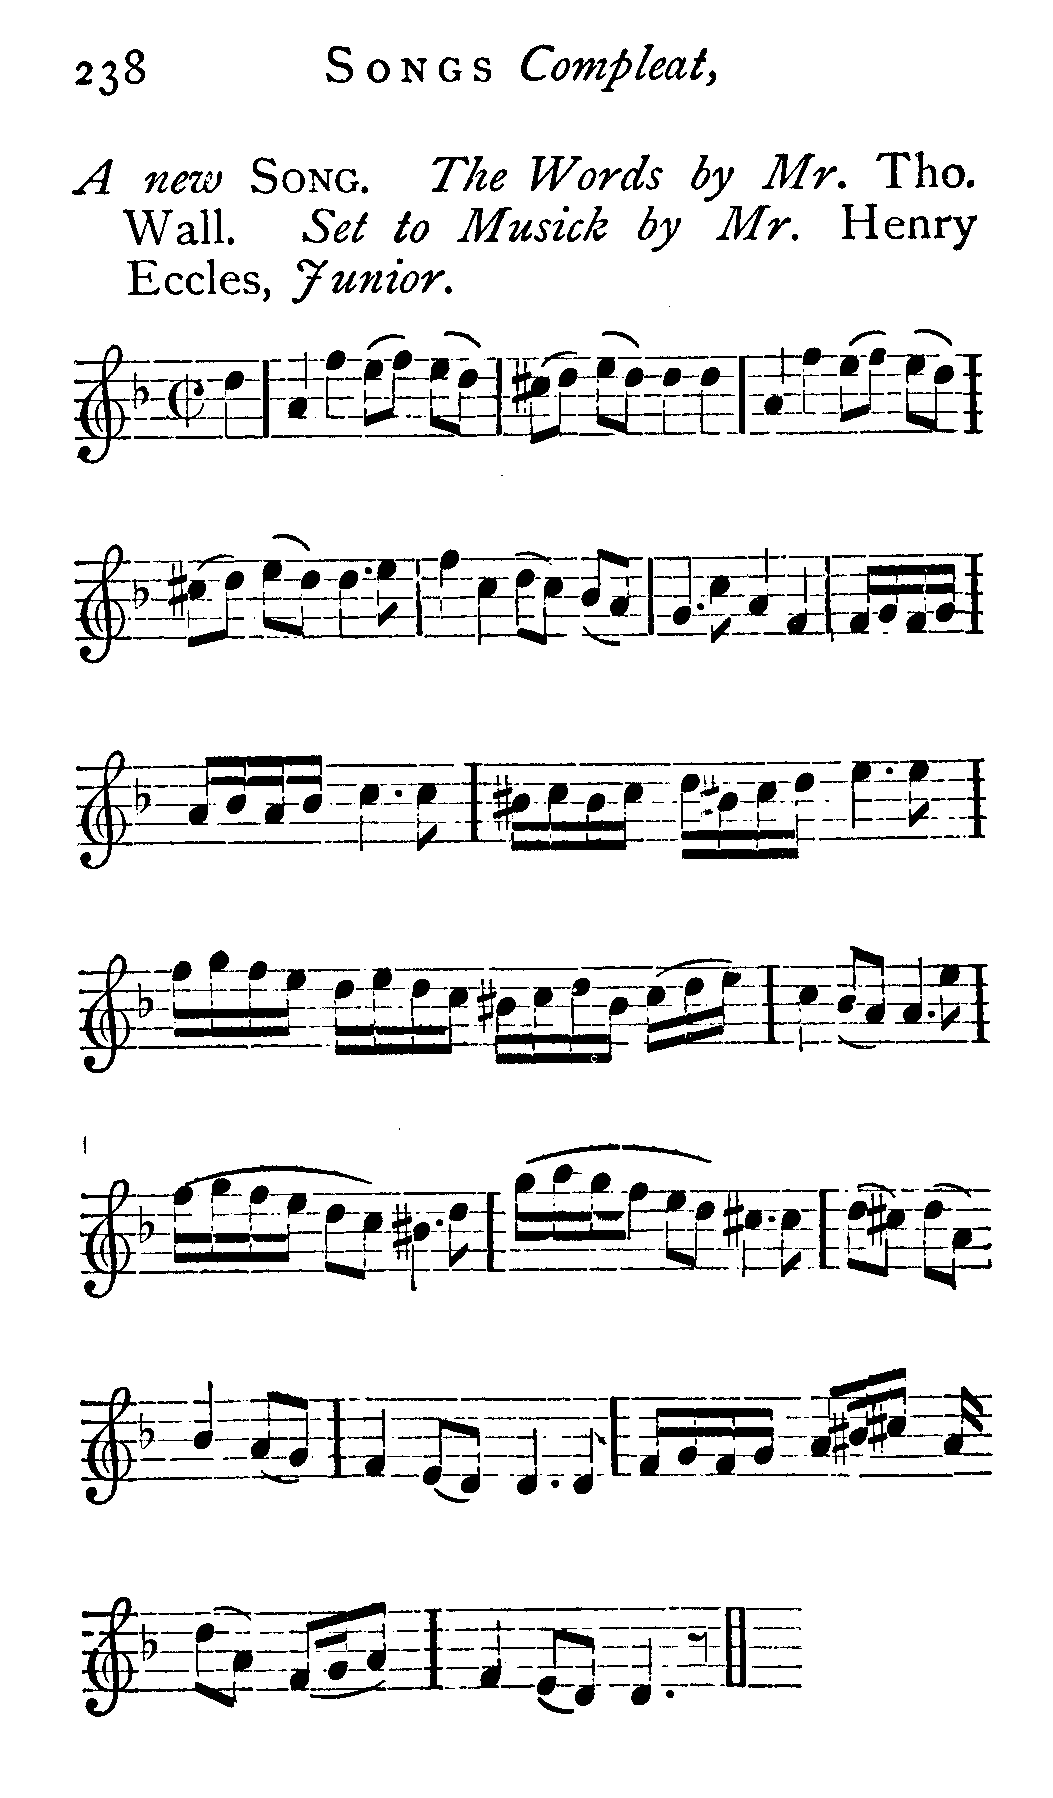 238 SONGS Compleat,
A new SONG. The Words by Mr. Tho.
Wall. Set to Musick by Mr. Henry
Eccles, Junior.